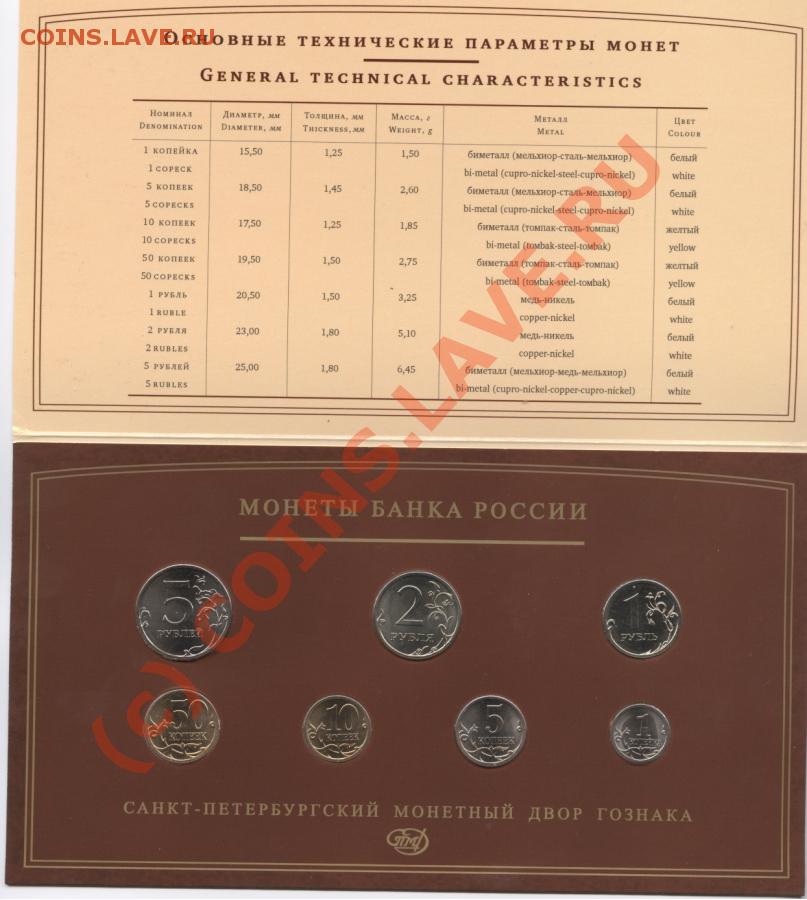 COINS.LAVE.RU
ОСНОВНЫЕ ТЕХНИЧЕСКИЕ ПАРАМЕТРЫ МОНЕТ
GENERAL TECHNICAL CHARACTERISTICS
НОМИНАЛ ДИАМЕТР, мм ТОЛЩИНА, мм МАССА, г МЕТАЛЛ ЦВЕТ
DENOMINATION DIAMETER, мм THICKNESS, мм WEIGHT, g METAL COLOUR
1 КОПЕЙКА 15,50 1,25 1,50 биметалл (мельхиор-сталь-мельхиор) белый
1 COPECK bi-metal (cupro-nickel-steel-cupro-nickel) white
5 КОПЕЕК 18,50 1,45 2,60 биметалл (мельхиор-сталь-мельхиор) белый
5 COPECKS bi-metal (cupro-nickel-steel-cupro-nickel) white
10 КОПЕЕК 17,50 1,25 1,85 биметалл (томпак-сталь-томпак) желтый
10 COPECKS bi-metal (tombak-steel-tombak) yellow
50 КОПЕЕК 19,50 1,50 2,75 биметалл (томпак-сталь-томпак) желтый
50 COPECKS bi-metal (tombak-steel-tombak) yellow
1 РУБЛЬ 20,50 1,50 3,25 медь-никель белый
1 RUBLE copper-nickel white
2 РУБЛЯ 23,00 1,80 5,10 медь-никель белый
2 RUBLES copper-nickel white
5 РУБЛЕЙ 25,00 1,80 6,45 биметалл (мельхиор-медь-мельхиор) белый
5 RUBLES bi-metal (cupro-nickel-copper-cupro-nickel) white
(c) COINS.LAVE.RU
МОНЕТЫ БАНКА РОССИИ
5 2 1
РУБЛЕЙ РУБЛЯ РУБЛЬ
50 10 5 1
КОПЕЕК КОПЕЕК КОПЕЕК КОПЕЙКА
САНКТ-ПЕТЕРБУРГСКИЙ МОНЕТНЫЙ ДВОР ГОЗНАКА